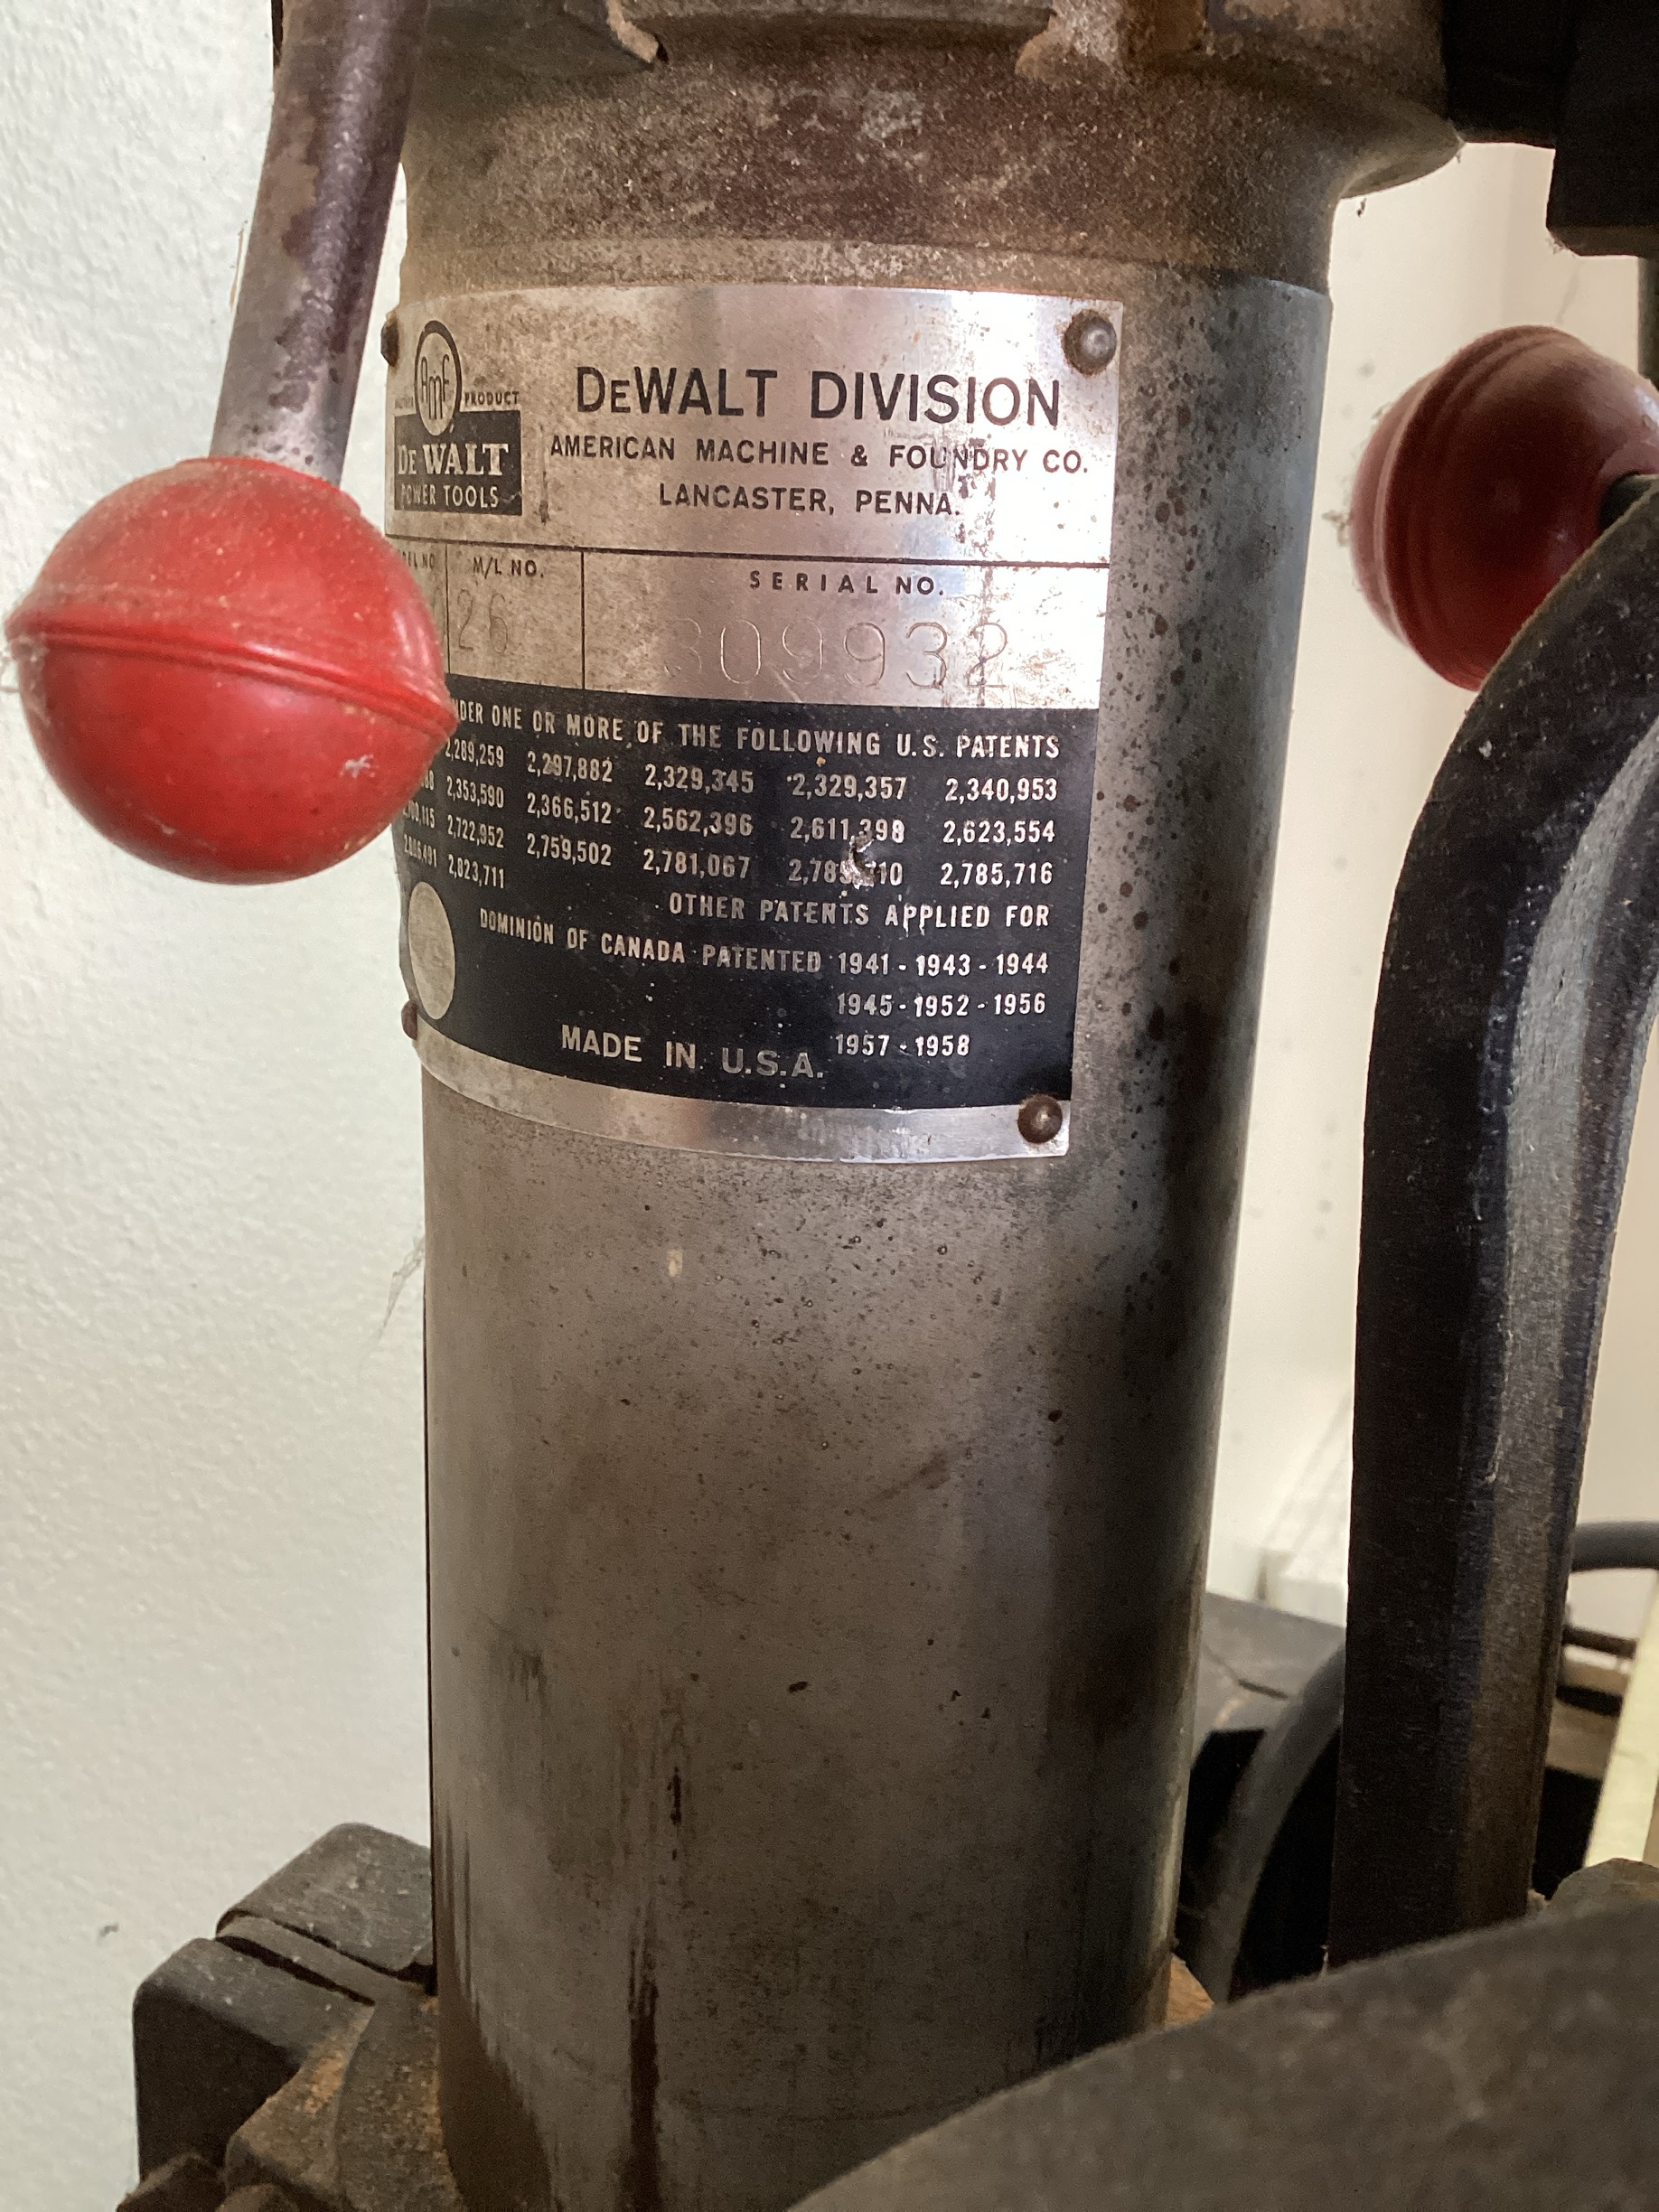 AMF PRODUCT
DE WALT
POWER TOOLS
DEWALT DIVISION
AMERICAN MACHINE & FOUNDRY CO.
LANCASTER, PENNA.
M/L NO.
SERIAL NO.
26
309932
ONE OR MORE OF THE FOLLOWING U.S. PATENTS
2,289,259 2,297,882 2,329,345 2,329,357 2,340,953
2,353,590 2,366,512 2,562,396 2,611,398 2,623,554
2,722,952 2,759,502 2,781,067 2,785,716
2,823,711
OTHER PATENTS APPLIED FOR
DOMINION OF CANADA PATENTED 1941 - 1943 - 1944
1945 - 1952 - 1956
1957 - 1958
MADE IN U.S.A.